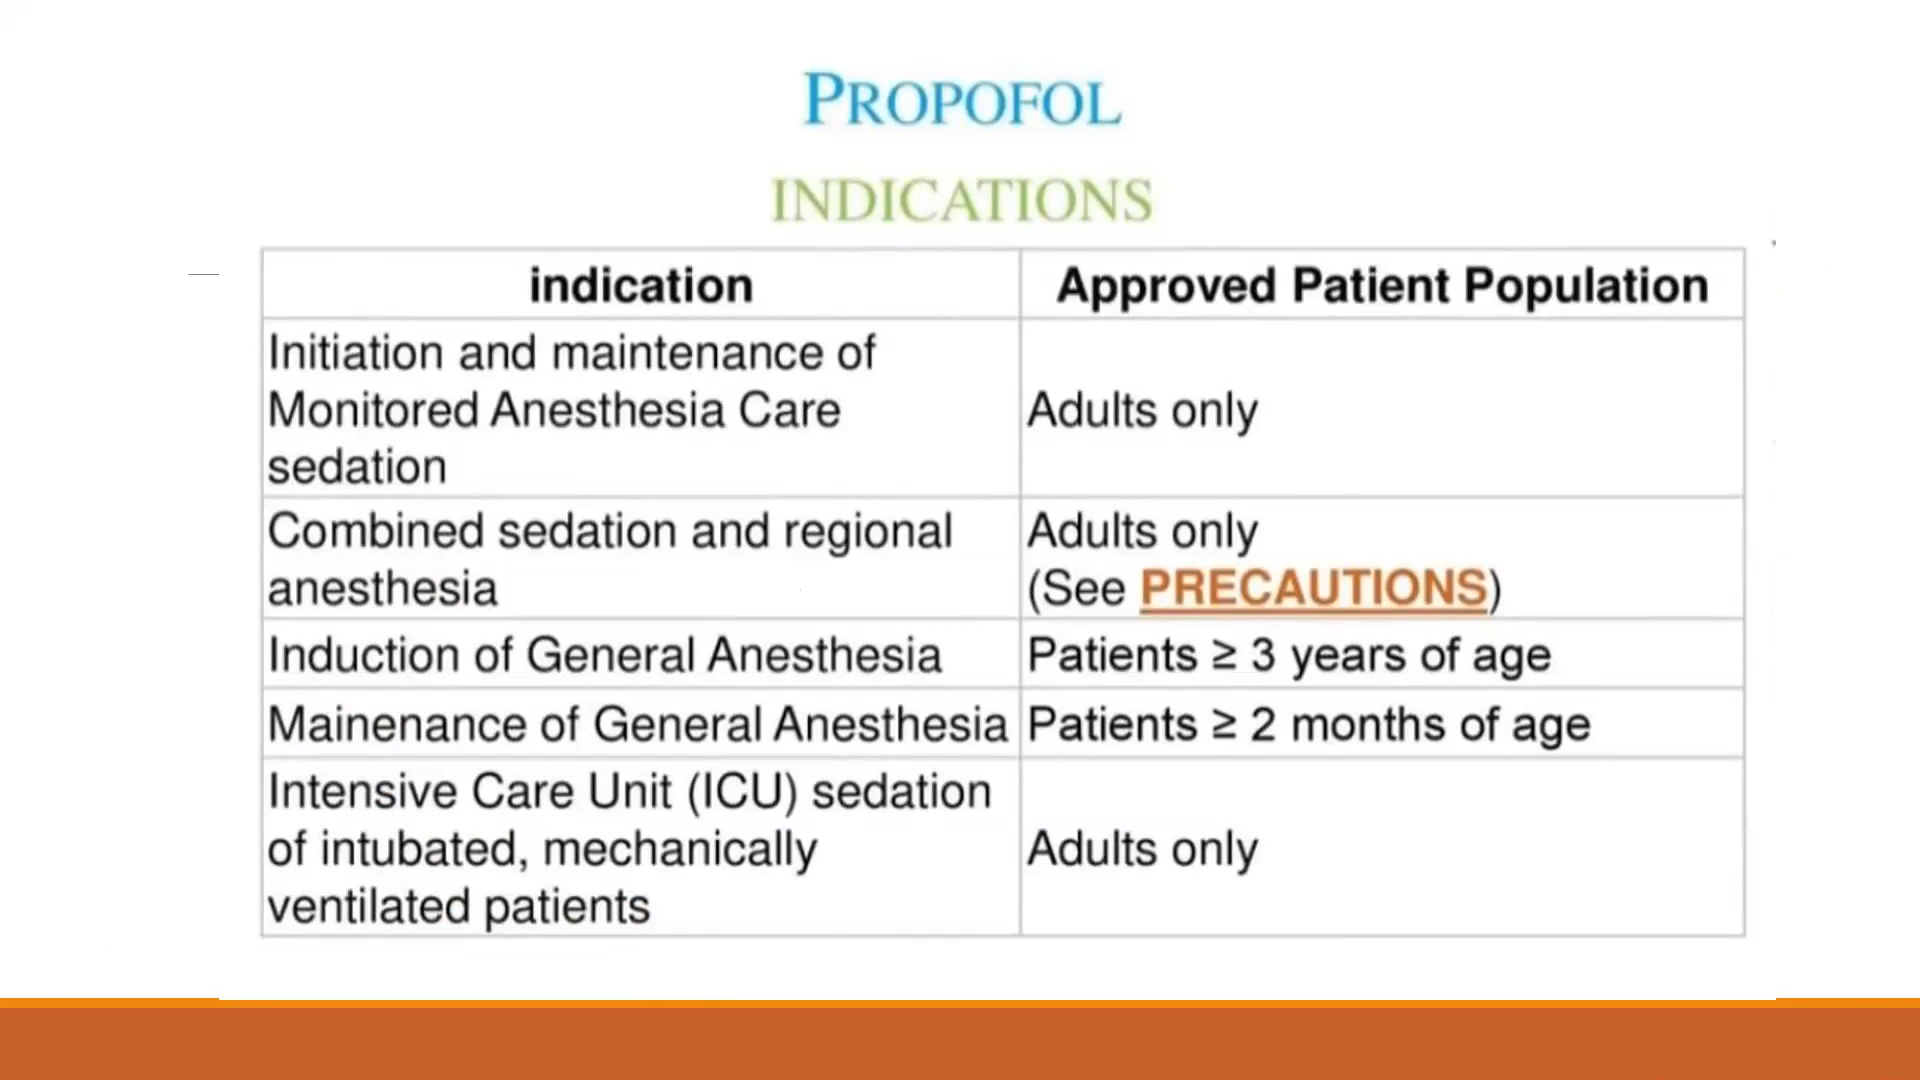 PROPOFOL
INDICATIONS
indication Approved Patient Population
Initiation and maintenance of
Monitored Anesthesia Care
sedation
Adults only
Combined sedation and regional
anesthesia
Adults only
(See PRECAUTIONS)
Induction of General Anesthesia Patients ≥ 3 years of age
Mainenance of General Anesthesia Patients ≥ 2 months of age
Intensive Care Unit (ICU) sedation
of intubated, mechanically
ventilated patients
Adults only